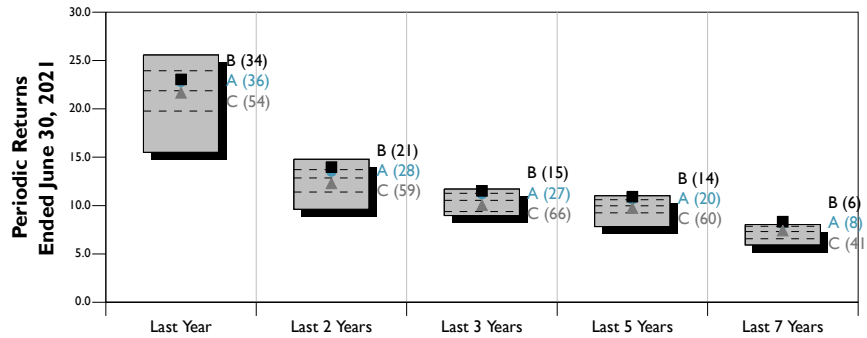 Periodic Returns
Ended June 30, 2021
30.0
25.0
20.0
15.0
10.0
5.0
0.0
B (34)
A (36)
C (54)
B (21)
A (28)
C (59)
B (15)
A (27)
C (66)
B (14)
A (20)
C (60)
B (6)
A (8)
C (41
Last Year
Last 2 Years
Last 3 Years
Last 5 Years
Last 7 Years